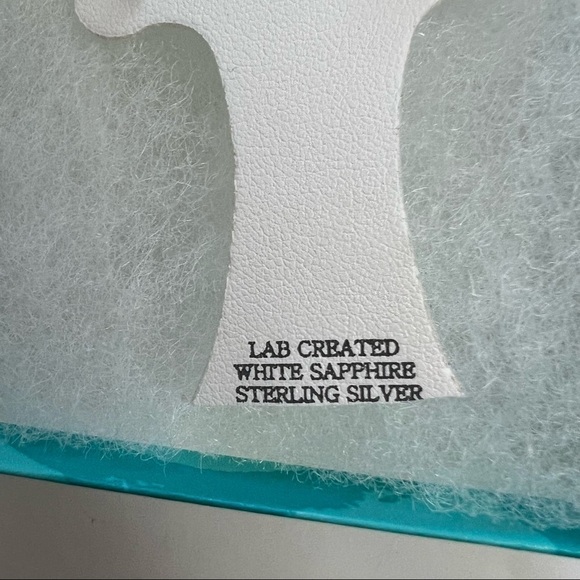 LAB CREATED
WHITE SAPPHIRE
STERLING SILVER